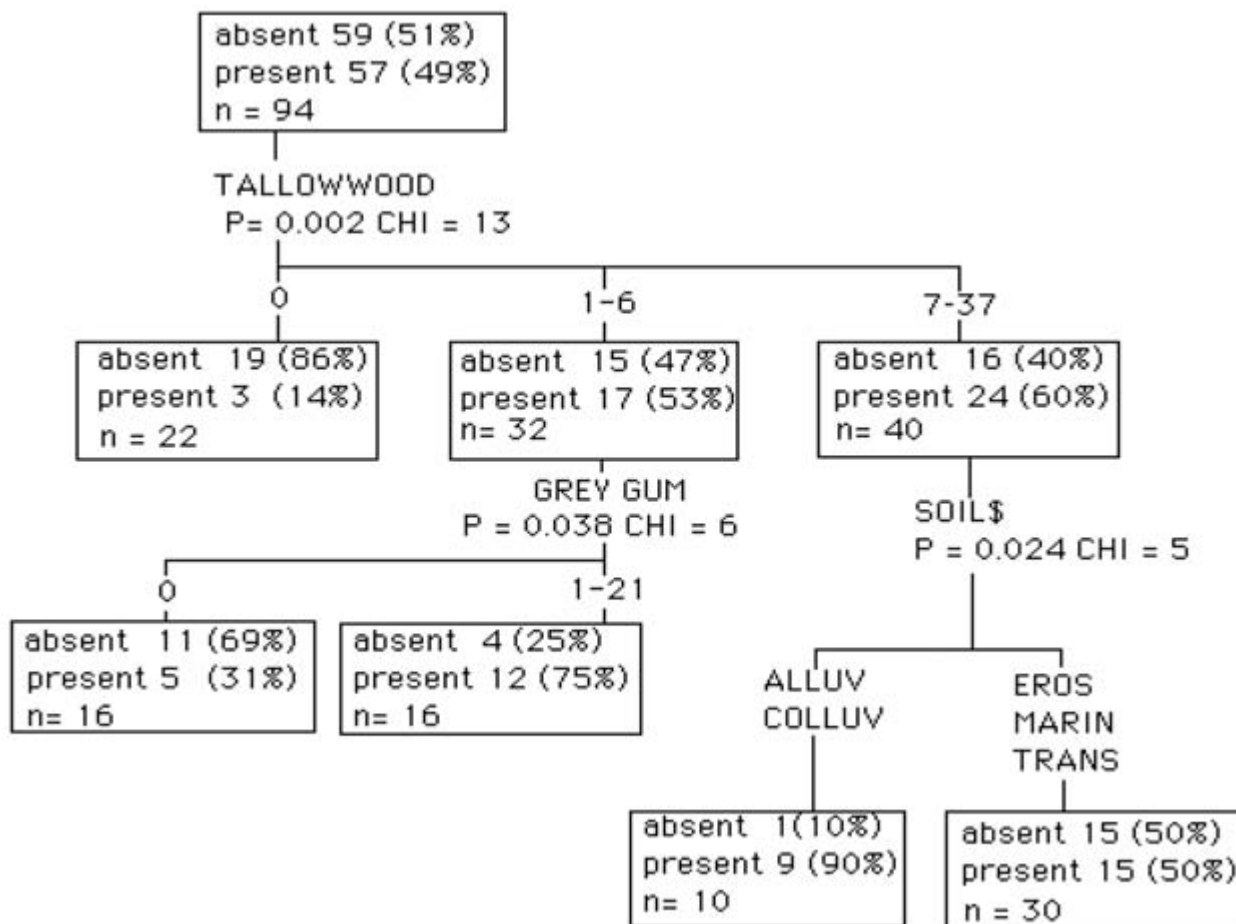 absent 59 (51%)
present 57 (49%)
n = 94
TALLOWWOOD
P= 0.002 CHI = 13
0
1-6
7-37
absent 19 (86%)
present 3 (14%)
n = 22
absent 15 (47%)
present 17 (53%)
n= 32
absent 16 (40%)
present 24 (60%)
n= 40
GREY GUM
P = 0.038 CHI = 6
SOIL$
P = 0.024 CHI = 5
0
1-21
absent 11 (69%)
present 5 (31%)
n= 16
absent 4 (25%)
present 12 (75%)
n= 16
ALLUV
COLLUV
EROS
MARIN
TRANS
absent 1(10%)
present 9 (90%)
n= 10
absent 15 (50%)
present 15 (50%)
n = 30